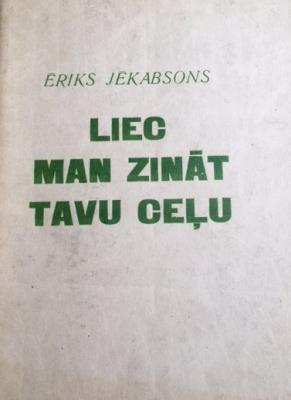 ĒRIKS JĒKABSONS
LIEC
MAN ZINĀT
TAVU CEĻU